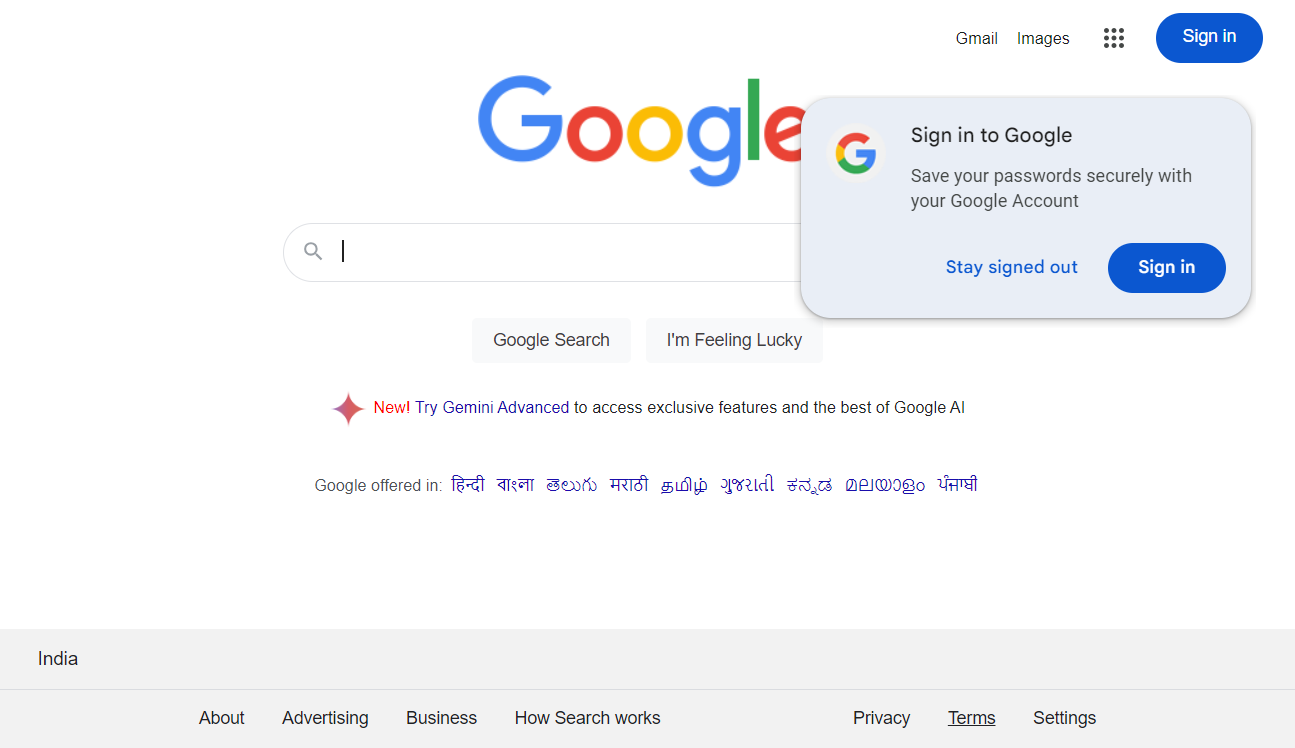 Gmail Images Sign in
Google
Sign in to Google
Save your passwords securely with
your Google Account
Stay signed out Sign in
Google Search I'm Feeling Lucky
New! Try Gemini Advanced to access exclusive features and the best of Google AI
Google offered in: हिन्दी বাংলা తెలుగు मराठी தமிழ் ગુજરાતી ಕನ್ನಡ മലയാളം ਪੰਜਾਬੀ
India
About Advertising Business How Search works Privacy Terms Settings